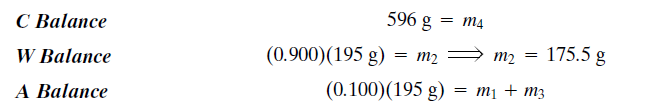 C Balance 596 g = m₄
W Balance (0.900)(195 g) = m₂ ⟹ m₂ = 175.5 g
A Balance (0.100)(195 g) = m₁ + m₃